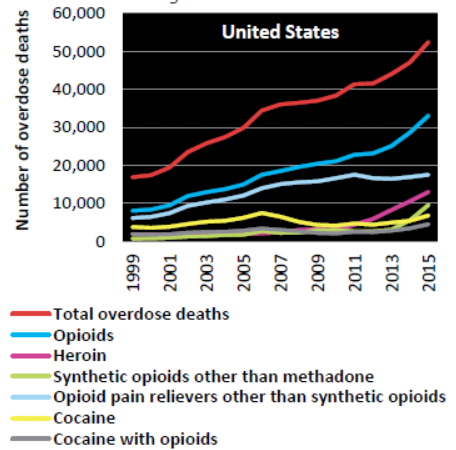 United States
Number of overdose deaths
60,000
50,000
40,000
30,000
20,000
10,000
0
1999
2001
2003
2005
2007
2009
2011
2013
2015
Total overdose deaths
Opioids
Heroin
Synthetic opioids other than methadone
Opioid pain relievers other than synthetic opioids
Cocaine
Cocaine with opioids